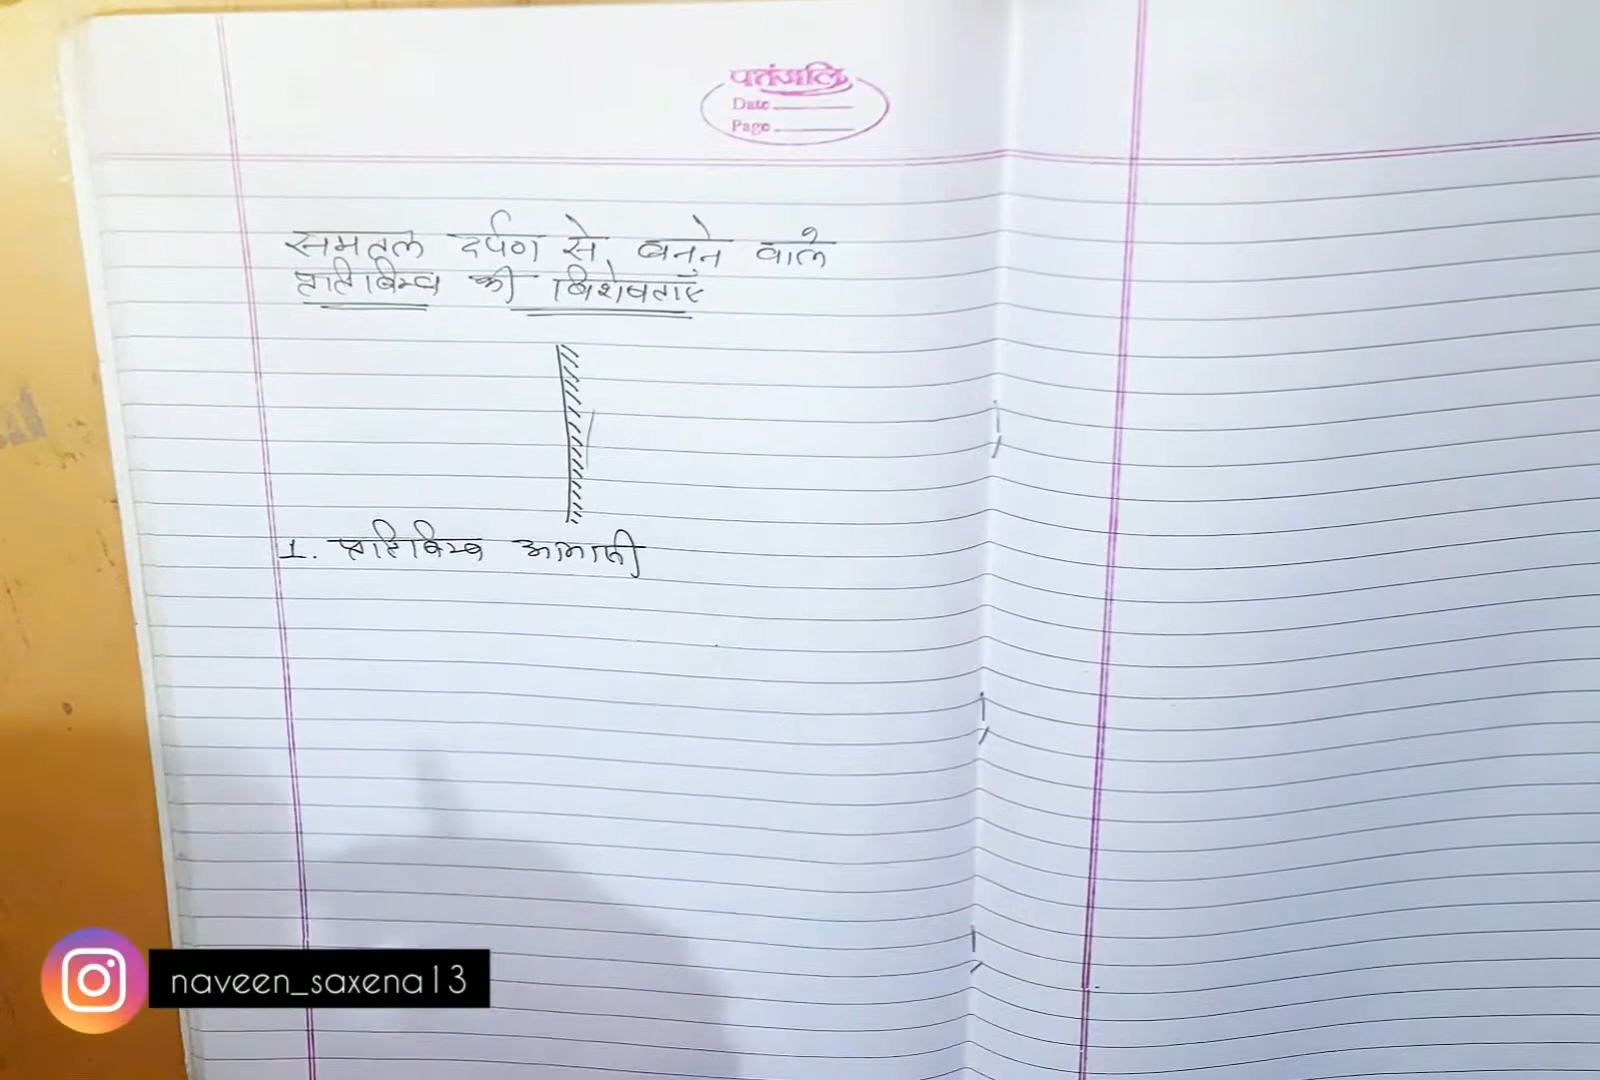 पतंजलि
Date
Page
समतल दर्पण से बनने वाले
प्रतिबिम्ब की विशेषताएँ
1. प्रतिबिम्ब आभासी
naveen_saxena13